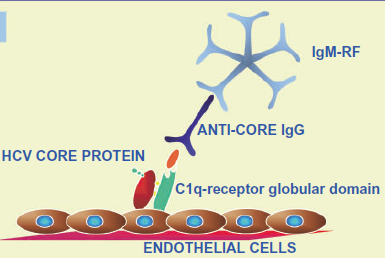 IgM-RF
ANTI-CORE IgG
HCV CORE PROTEIN
C1q-receptor globular domain
ENDOTHELIAL CELLS